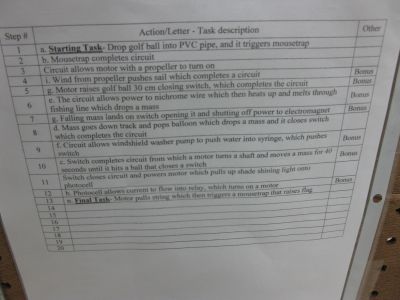 Step # Action/Letter - Task description Other
1 a. Starting Task- Drop golf ball into PVC pipe, and it triggers mousetrap
2 b. Mousetrap completes circuit
3 Circuit allows motor with a propeller to turn on
4 i. Wind from propeller pushes sail which completes a circuit Bonus
5 g. Motor raises golf ball 30 cm closing switch, which completes the circuit Bonus
6 e. The circuit allows power to nichrome wire which then heats up and melts through Bonus
fishing line which drops a mass
7 g. Falling mass lands on switch opening it and shutting off power to electromagnet Bonus
8 d. Mass goes down track and pops balloon which drops a mass and it closes switch
which completes the circuit
9 f. Circuit allows windshield washer pump to push water into syringe, which pushes Bonus
switch
10 c. Switch completes circuit from which a motor turns a shaft and moves a mass for 40 Bonus
seconds until it hits a ball that closes a switch
11 Switch closes circuit and powers motor which pulls up shade shining light onto Bonus
photocell
12 h. Photocell allows current to flow into relay, which turns on a motor
13 n. Final Task- Motor pulls string which then triggers a mousetrap that raises flag
14
15
16
17
18
19
20